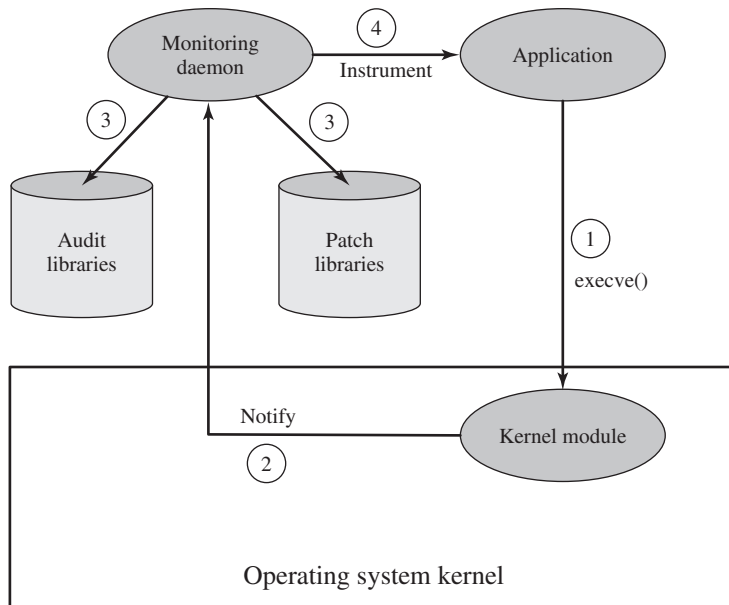 Monitoring
daemon
4
Instrument
Application
3
3
Audit
libraries
Patch
libraries
1
execve()
Notify
2
Kernel module
Operating system kernel